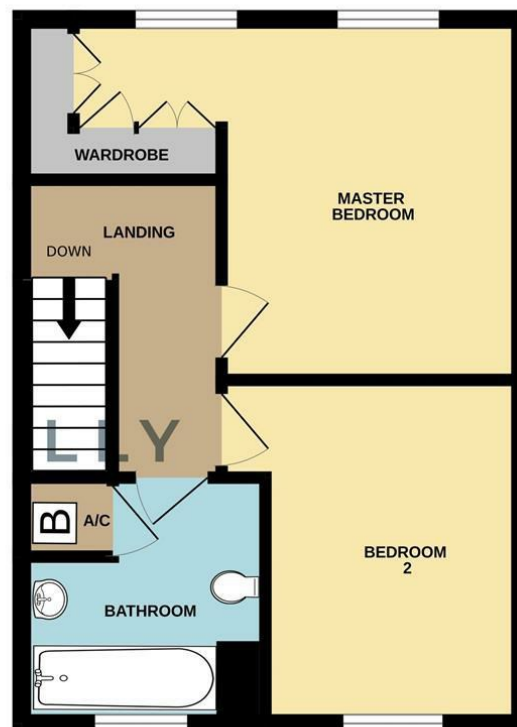 WARDROBE
MASTER
BEDROOM
LANDING
DOWN
LLY
B
A/C
BEDROOM
2
BATHROOM